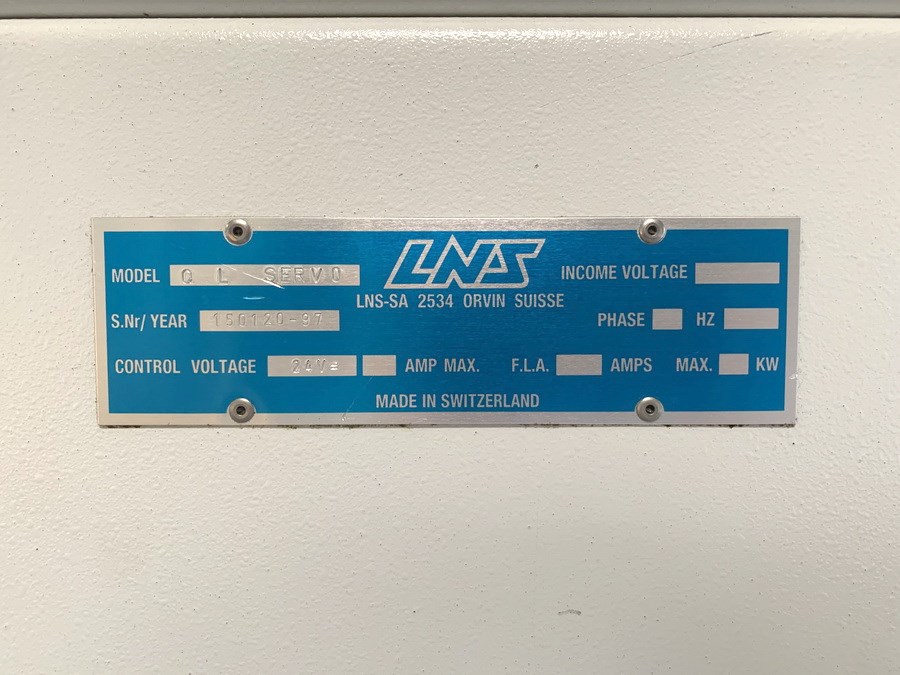 LNS
MODEL Q L SERVO
INCOME VOLTAGE
LNS-SA 2534 ORVIN SUISSE
S.Nr/ YEAR 150120-97
PHASE HZ
CONTROL VOLTAGE 24V= AMP MAX. F.L.A. AMPS MAX. KW
MADE IN SWITZERLAND